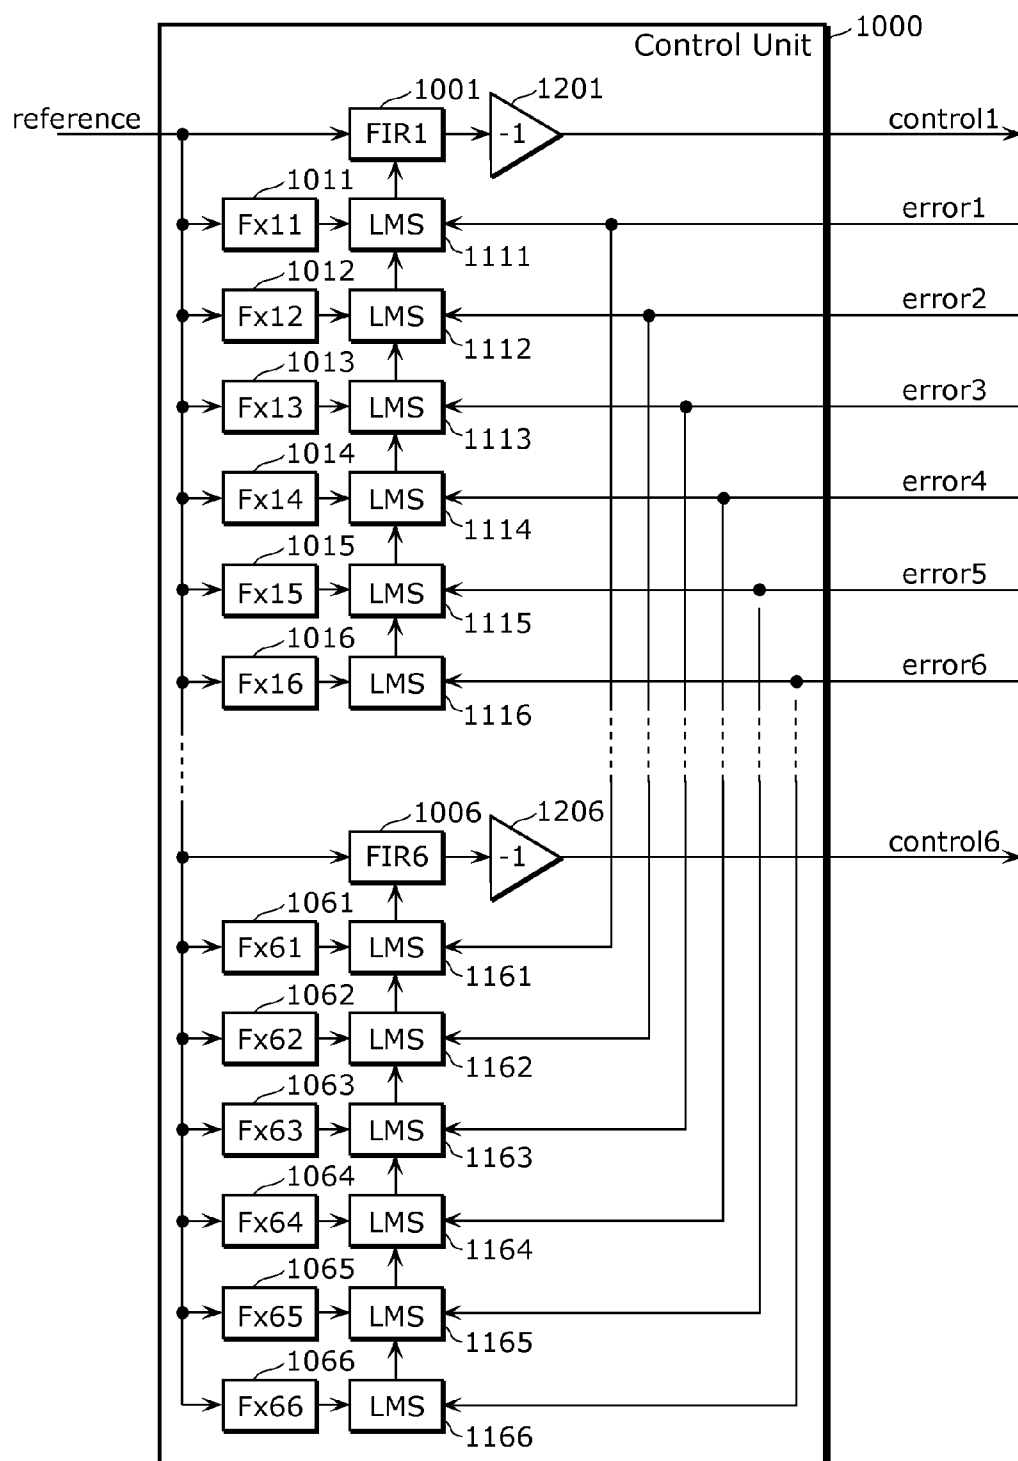 1000
Control Unit
1001
1201
reference
FIR1
-1
control1
1011
Fx11
LMS
error1
1111
1012
Fx12
LMS
error2
1112
1013
Fx13
LMS
error3
1113
1014
Fx14
LMS
error4
1114
1015
Fx15
LMS
error5
1115
1016
Fx16
LMS
error6
1116
1006
1206
FIR6
-1
control6
1061
Fx61
LMS
1161
1062
Fx62
LMS
1162
1063
Fx63
LMS
1163
1064
Fx64
LMS
1164
1065
Fx65
LMS
1165
1066
Fx66
LMS
1166